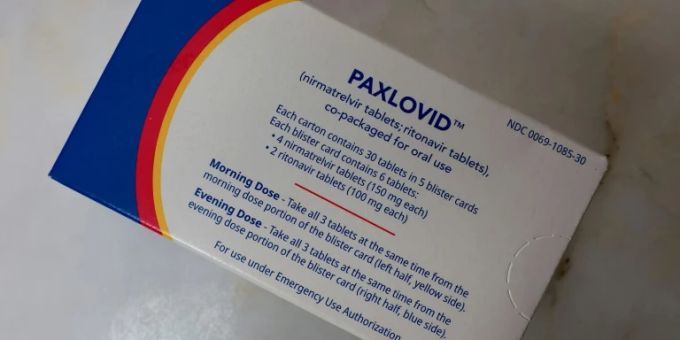 PAXLOVID™
(nirmatrelvir tablets; ritonavir tablets),
co-packaged for oral use
NDC 0069-1085-30
Each carton contains 30 tablets in 5 blister cards
Each blister card contains 6 tablets:
• 4 nirmatrelvir tablets (150 mg each)
• 2 ritonavir tablets (100 mg each)
Morning Dose - Take all 3 tablets at the same time from the
morning dose portion of the blister card (left half, yellow side).
Evening Dose - Take all 3 tablets at the same time from the
evening dose portion of the blister card (right half, blue side).
For use under Emergency Use Authorization